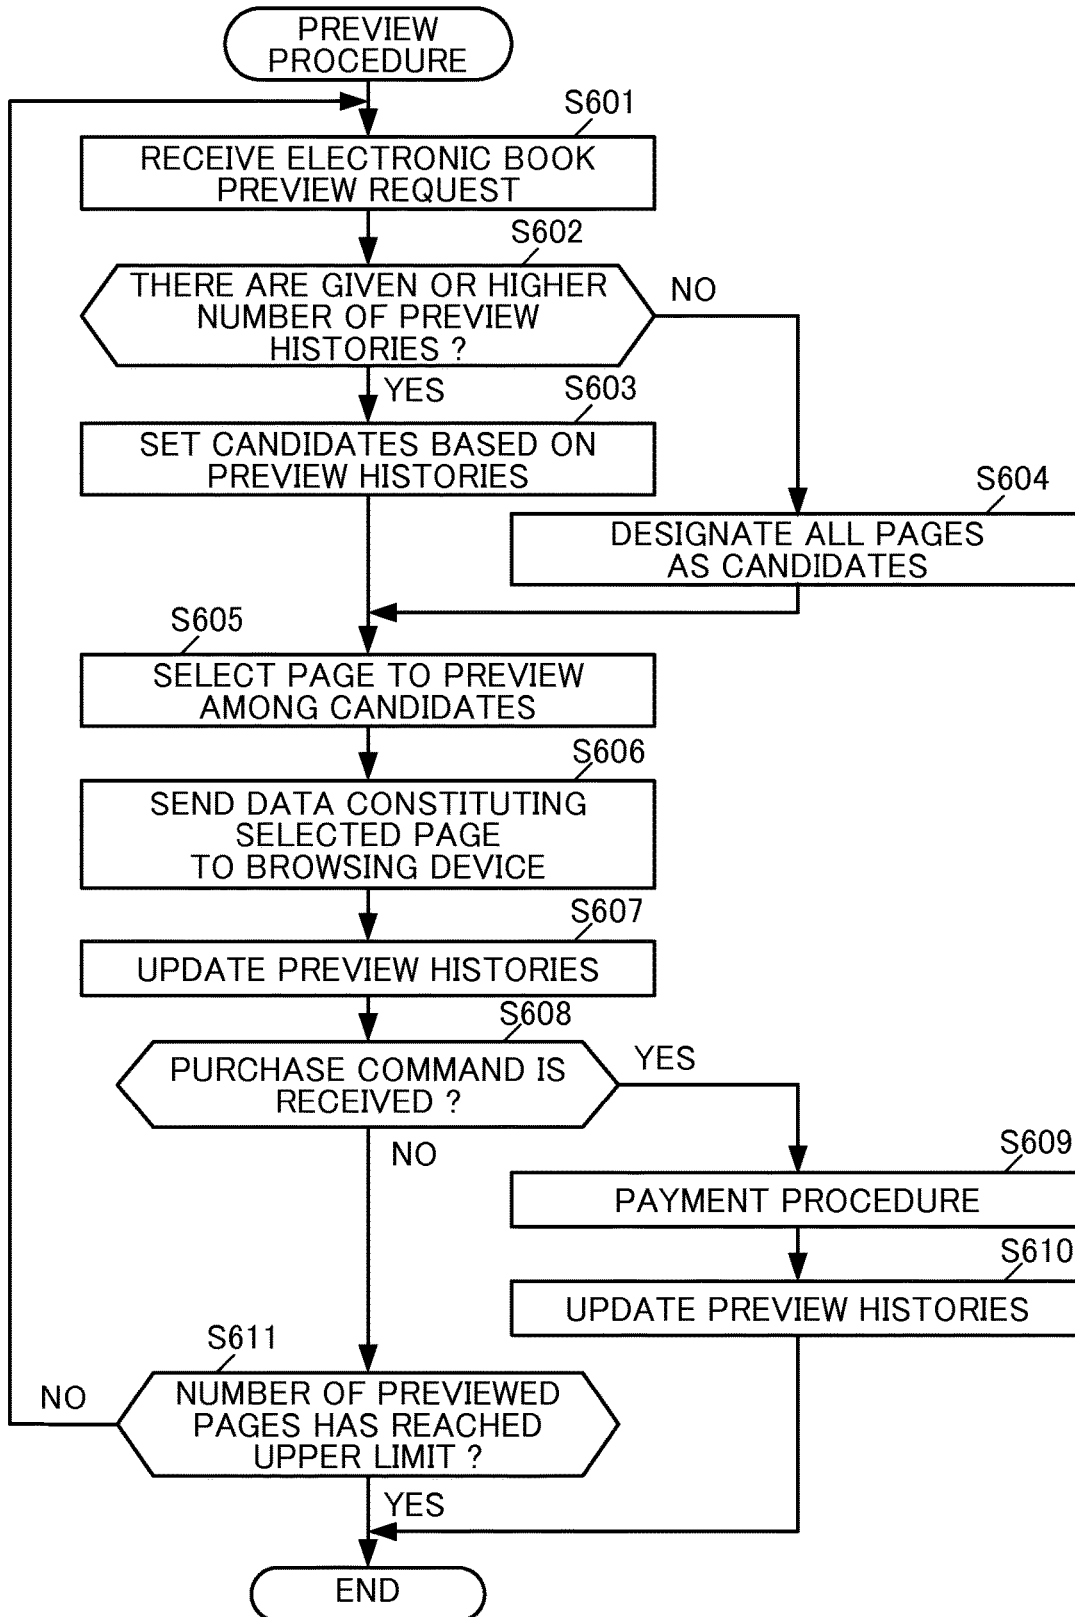 PREVIEW
PROCEDURE
S601
RECEIVE ELECTRONIC BOOK
PREVIEW REQUEST
S602
THERE ARE GIVEN OR HIGHER
NUMBER OF PREVIEW
HISTORIES ?
NO
YES
S603
SET CANDIDATES BASED ON
PREVIEW HISTORIES
S604
DESIGNATE ALL PAGES
AS CANDIDATES
S605
SELECT PAGE TO PREVIEW
AMONG CANDIDATES
S606
SEND DATA CONSTITUTING
SELECTED PAGE
TO BROWSING DEVICE
S607
UPDATE PREVIEW HISTORIES
S608
PURCHASE COMMAND IS
RECEIVED ?
YES
NO
S609
PAYMENT PROCEDURE
S610
UPDATE PREVIEW HISTORIES
S611
NUMBER OF PREVIEWED
PAGES HAS REACHED
UPPER LIMIT ?
NO
YES
END